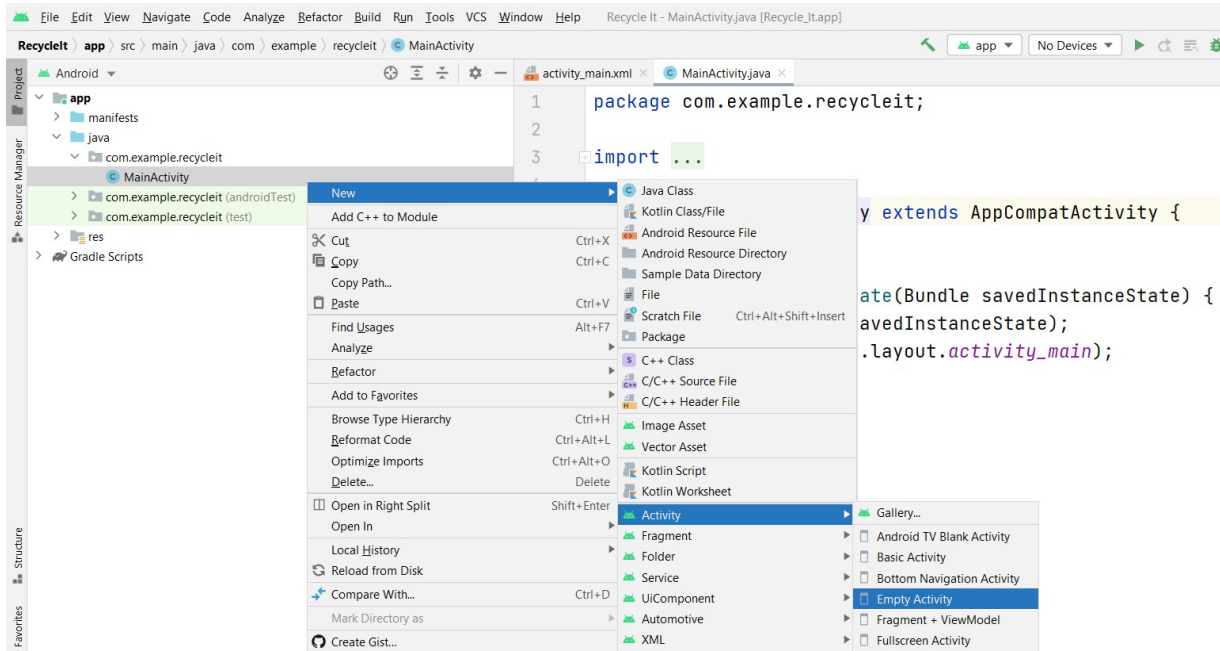 File Edit View Navigate Code Analyze Refactor Build Run Tools VCS Window Help Recycle It - MainActivity.java [Recycle_It.app]
RecycleIt app src main java com example recycleit MainActivity app No Devices
Project
Resource Manager
Structure
Favorites
Android
app
manifests
java
com.example.recycleit
MainActivity
com.example.recycleit (androidTest)
com.example.recycleit (test)
res
Gradle Scripts
activity_main.xml MainActivity.java
1 package com.example.recycleit;
2
3 import ...
y extends AppCompatActivity {
ate(Bundle savedInstanceState) {
avedInstanceState);
.layout.activity_main);
New
Add C++ to Module
Cut Ctrl+X
Copy Ctrl+C
Copy Path...
Paste Ctrl+V
Find Usages Alt+F7
Analyze
Refactor
Add to Favorites
Browse Type Hierarchy Ctrl+H
Reformat Code Ctrl+Alt+L
Optimize Imports Ctrl+Alt+O
Delete... Delete
Open in Right Split Shift+Enter
Open In
Local History
Reload from Disk
Compare With... Ctrl+D
Mark Directory as
Create Gist...
Java Class
Kotlin Class/File
Android Resource File
Android Resource Directory
Sample Data Directory
File
Scratch File Ctrl+Alt+Shift+Insert
Package
C++ Class
C/C++ Source File
C/C++ Header File
Image Asset
Vector Asset
Kotlin Script
Kotlin Worksheet
Activity
Fragment
Folder
Service
UiComponent
Automotive
XML
Gallery...
Android TV Blank Activity
Basic Activity
Bottom Navigation Activity
Empty Activity
Fragment + ViewModel
Fullscreen Activity